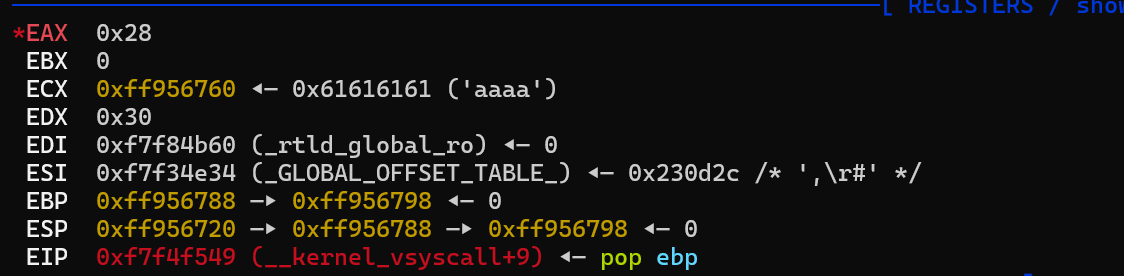 [ REGISTERS / show
*EAX  0x28
 EBX  0
 ECX  0xff956760 ◂— 0x61616161 ('aaaa')
 EDX  0x30
 EDI  0xf7f84b60 (_rtld_global_ro) ◂— 0
 ESI  0xf7f34e34 (_GLOBAL_OFFSET_TABLE_) ◂— 0x230d2c /* ',\r#' */
 EBP  0xff956788 —▸ 0xff956798 ◂— 0
 ESP  0xff956720 —▸ 0xff956788 —▸ 0xff956798 ◂— 0
 EIP  0xf7f4f549 (__kernel_vsyscall+9) ◂— pop ebp